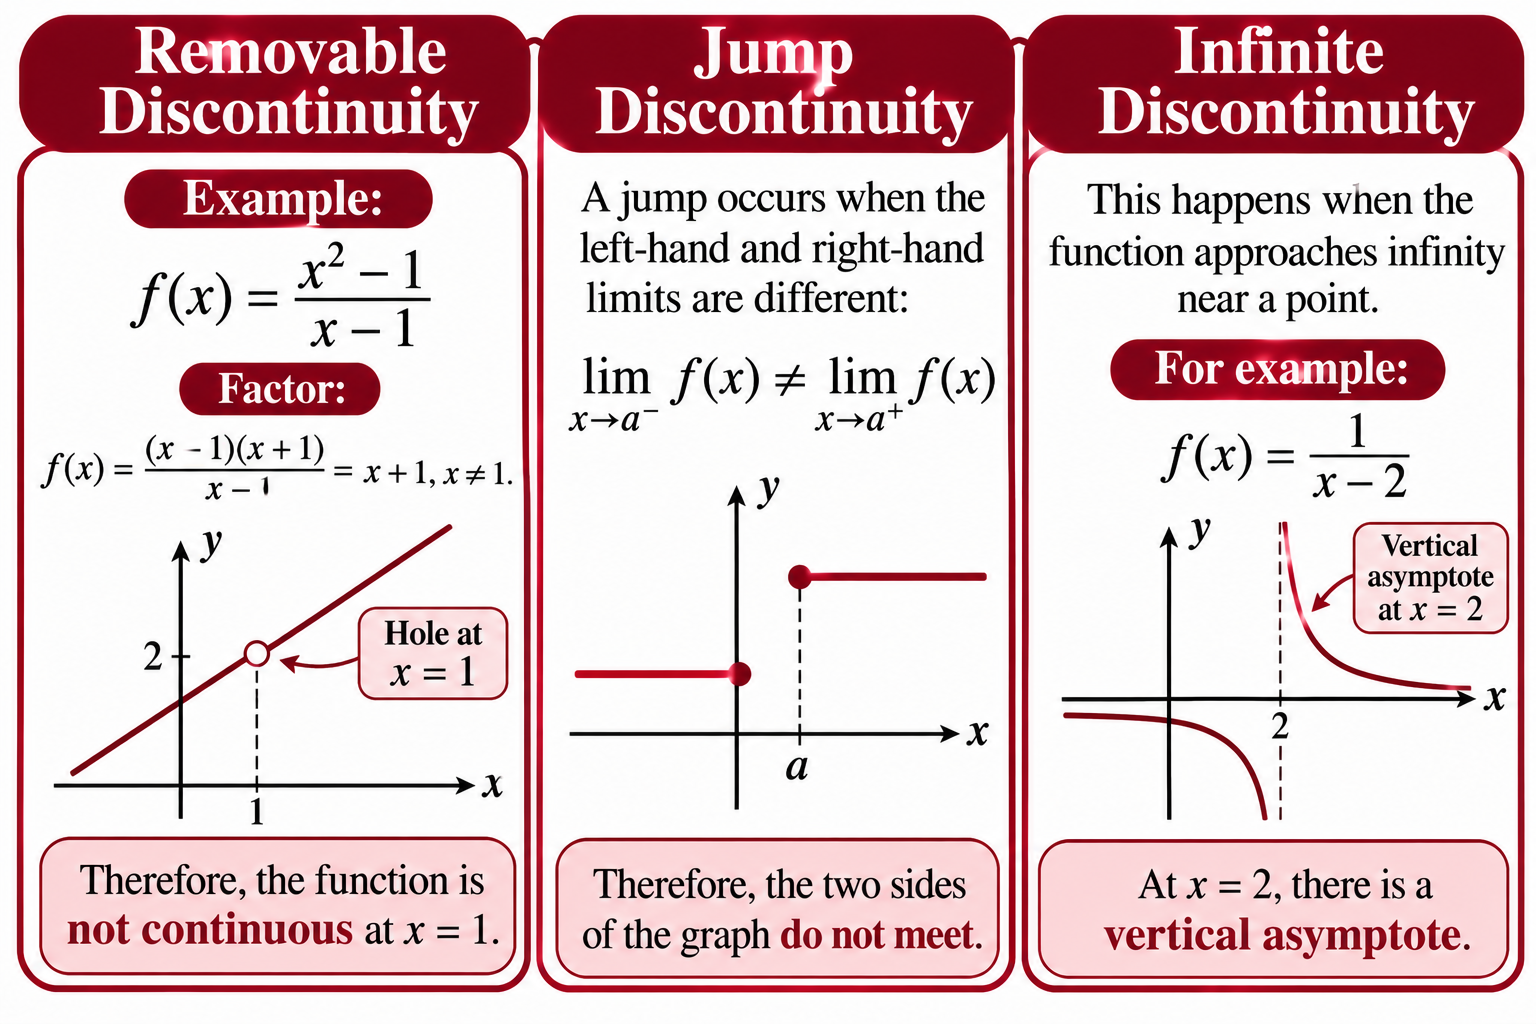 Removable
Discontinuity
Example:
f(x) = (x² − 1)/(x − 1)
Factor:
f(x) = ((x - 1)(x + 1))/(x − 1) = x + 1, x ≠ 1.
y
2
Hole at
x = 1
x
1
Therefore, the function is
not continuous at x = 1.
Jump
Discontinuity
A jump occurs when the
left-hand and right-hand
limits are different:
lim x→a⁻ f(x) ≠ lim x→a⁺ f(x)
y
x
a
Therefore, the two sides
of the graph do not meet.
Infinite
Discontinuity
This happens when the
function approaches infinity
near a point.
For example:
f(x) = 1/(x − 2)
y
Vertical
asymptote
at x = 2
x
2
At x = 2, there is a
vertical asymptote.